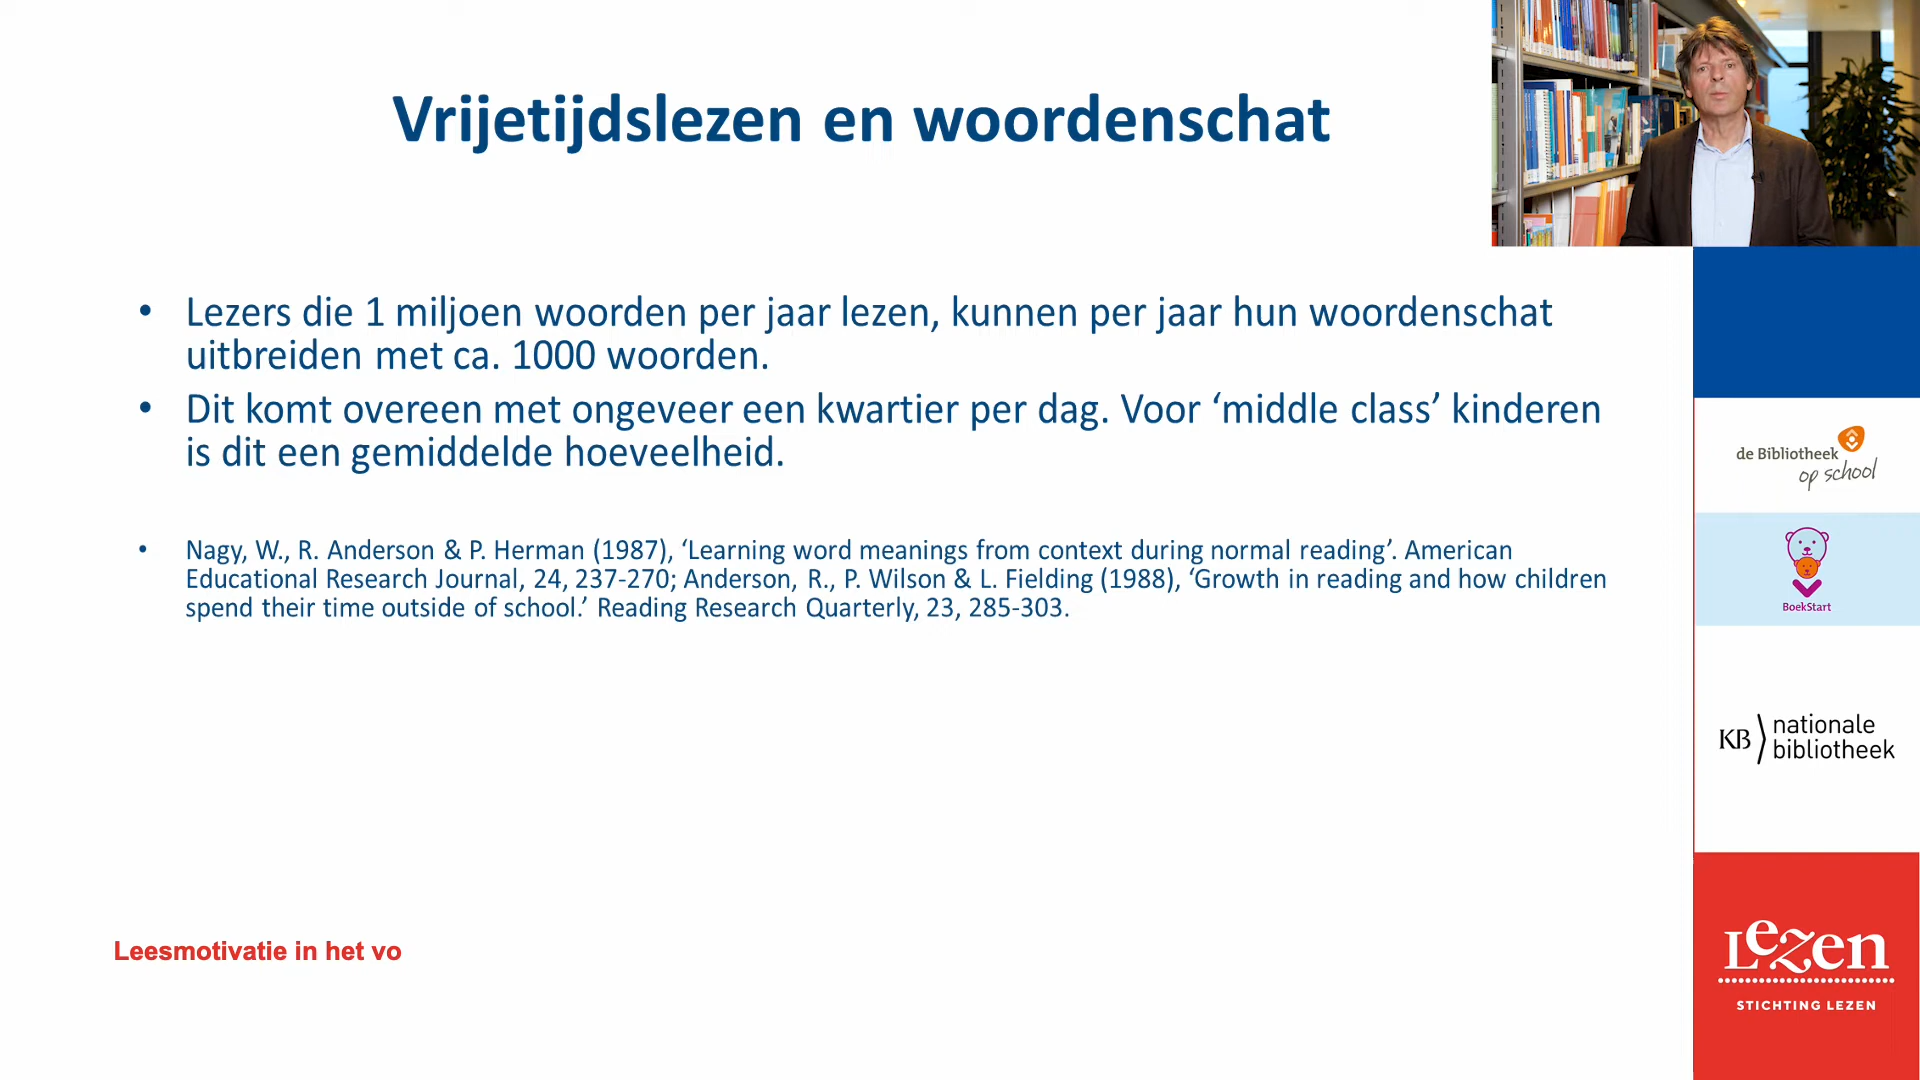 Vrijetijdslezen en woordenschat
• Lezers die 1 miljoen woorden per jaar lezen, kunnen per jaar hun woordenschat
uitbreiden met ca. 1000 woorden.
• Dit komt overeen met ongeveer een kwartier per dag. Voor ‘middle class’ kinderen
is dit een gemiddelde hoeveelheid.
• Nagy, W., R. Anderson & P. Herman (1987), ‘Learning word meanings from context during normal reading’. American
Educational Research Journal, 24, 237-270; Anderson, R., P. Wilson & L. Fielding (1988), ‘Growth in reading and how children
spend their time outside of school.’ Reading Research Quarterly, 23, 285-303.
Leesmotivatie in het vo
de Bibliotheek
op school
BoekStart
KB nationale
bibliotheek
Lezen
STICHTING LEZEN